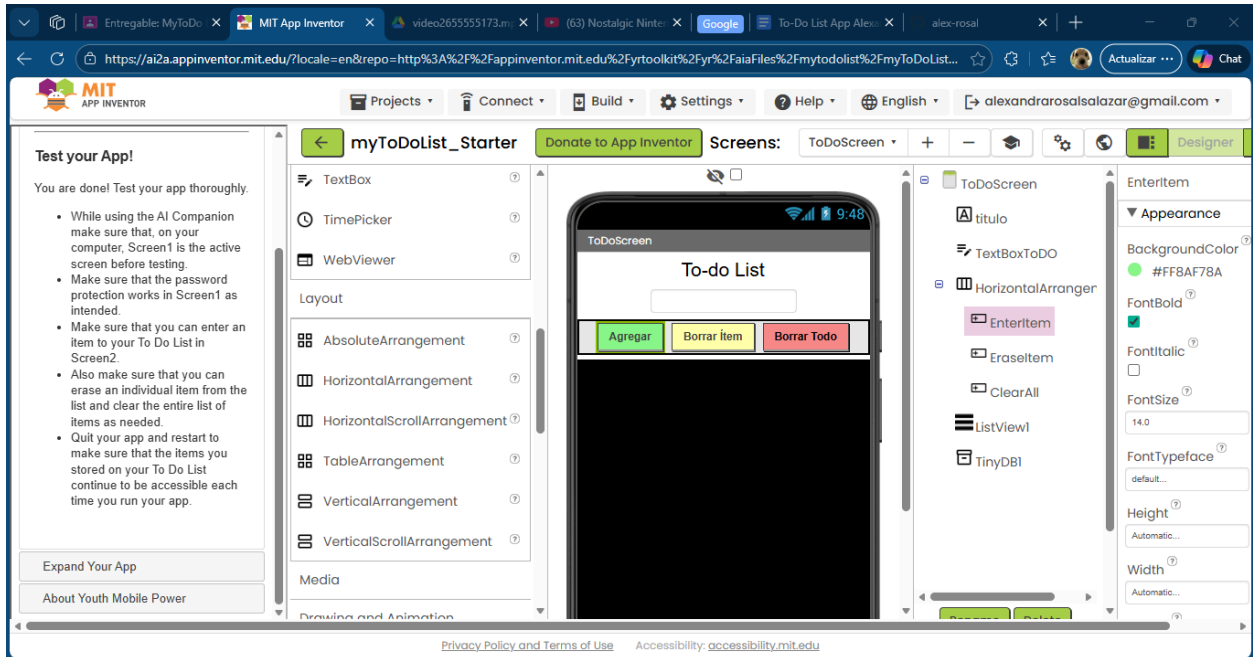 Entregable: MyToDo
MIT App Inventor
video2655555173.m
(63) Nostalgic Ninten
Google
To-Do List App Alexa
alex-rosal
https://ai2a.appinventor.mit.edu/?locale=en&repo=http%3A%2F%2Fappinventor.mit.edu%2Fyrtoolkit%2Fyr%2FaiaFiles%2Fmytodolist%2FmyToDoList...
Actualizar
Chat
MIT
APP INVENTOR
Projects
Connect
Build
Settings
Help
English
alexandrarosalsalazar@gmail.com
Test your App!
You are done! Test your app thoroughly.
While using the AI Companion
make sure that, on your
computer, Screen1 is the active
screen before testing.
Make sure that the password
protection works in Screen1 as
intended.
Make sure that you can enter an
item to your To Do List in
Screen2.
Also make sure that you can
erase an individual item from the
list and clear the entire list of
items as needed.
Quit your app and restart to
make sure that the items you
stored on your To Do List
continue to be accessible each
time you run your app.
Expand Your App
About Youth Mobile Power
myToDoList_Starter
Donate to App Inventor
Screens:
ToDoScreen
Designer
TextBox
TimePicker
WebViewer
Layout
AbsoluteArrangement
HorizontalArrangement
HorizontalScrollArrangement
TableArrangement
VerticalArrangement
VerticalScrollArrangement
Media
Drawing and Animation
9:48
ToDoScreen
To-do List
Agregar
Borrar Ítem
Borrar Todo
ToDoScreen
titulo
TextBoxToDO
HorizontalArranger
EnterItem
EraseItem
ClearAll
ListView1
TinyDB1
Rename
Delete
EnterItem
Appearance
BackgroundColor
#FF8AF78A
FontBold
FontItalic
FontSize
14.0
FontTypeface
default...
Height
Automatic...
Width
Automatic...
Privacy Policy and Terms of Use
Accessibility: accessibility.mit.edu